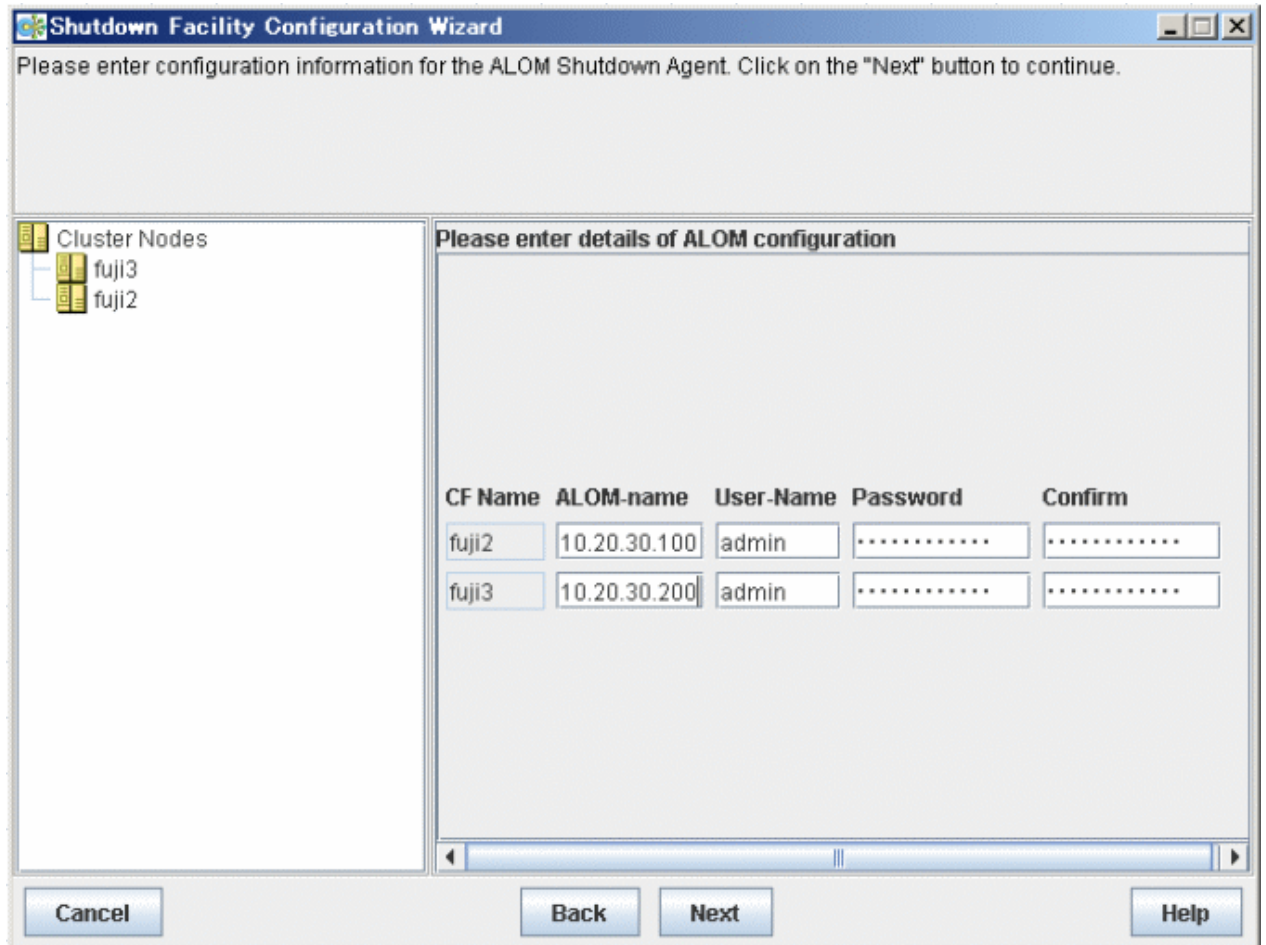 Shutdown Facility Configuration Wizard
Please enter configuration information for the ALOM Shutdown Agent. Click on the "Next" button to continue.
Cluster Nodes
fuji3
fuji2
Please enter details of ALOM configuration
CF Name ALOM-name User-Name Password Confirm
fuji2 10.20.30.100 admin ············ ············
fuji3 10.20.30.200 admin ············ ············
Cancel Back Next Help